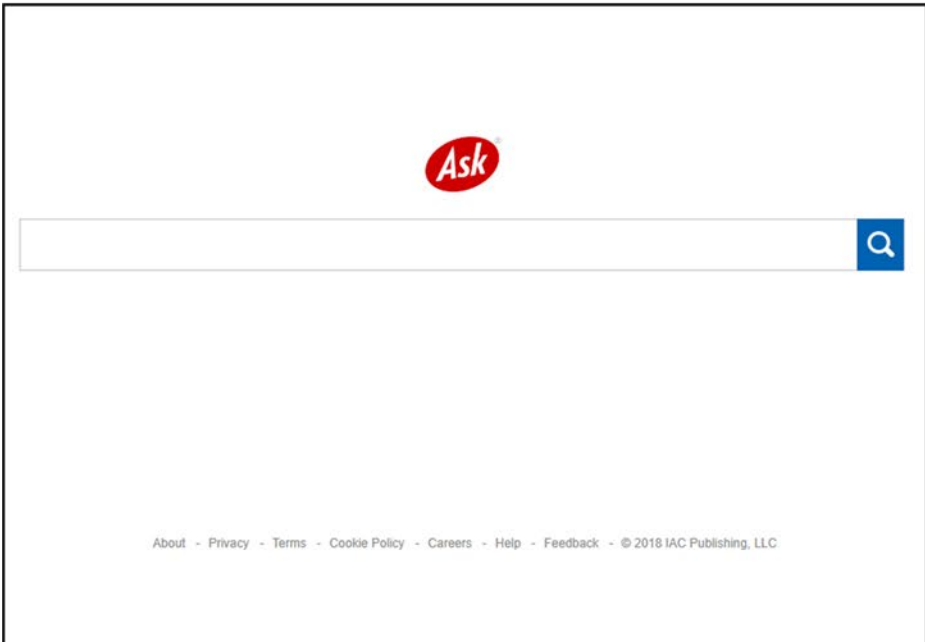 Ask®
About - Privacy - Terms - Cookie Policy - Careers - Help - Feedback - © 2018 IAC Publishing, LLC